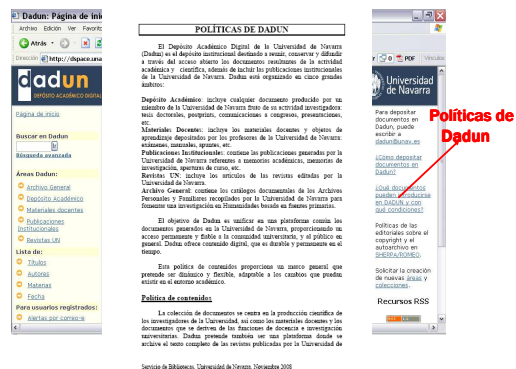 Dadun: Página de ini
Archivo Edición Ver Favorito
Atrás
Dirección http://dspace.una
dadun
DEPÓSITO ACADÉMICO DIGITAL
Página de inicio
Buscar en Dadun
Ir
Búsqueda avanzada
Áreas Dadun:
Archivo General
Depósito Académico
Materiales docentes
Publicaciones
Institucionales
Revistas UN
Lista de:
Títulos
Autores
Materias
Fecha
Para usuarios registrados:
Alertas por correo-e
POLÍTICAS DE DADUN
El Depósito Académico Digital de la Universidad de Navarra
(Dadun) es el depósito institucional destinado a reunir, conservar y difundir
a través del acceso abierto los documentos resultantes de la actividad
académica y científica, además de incluir las publicaciones institucionales
de la Universidad de Navarra. Dadun está organizado en cinco grandes
ámbitos:
Depósito Académico: incluye cualquier documento producido por un
miembro de la Universidad de Navarra fruto de su actividad investigadora:
tesis doctorales, postprints, comunicaciones a congresos, presentaciones,
etc.
Materiales Docentes: incluye los materiales docentes y objetos de
aprendizaje depositados por los profesores de la Universidad de Navarra:
exámenes, manuales, apuntes, etc.
Publicaciones Institucionales: contiene las publicaciones generadas por la
Universidad de Navarra referentes a memorias académicas, memorias de
investigación, aperturas de curso, etc.
Revistas UN: incluye los artículos de las revistas editadas por la
Universidad de Navarra.
Archivo General: contiene los catálogos documentales de los Archivos
Personales y Familiares recopilados por la Universidad de Navarra para
fomentar una investigación en Humanidades basada en fuentes primarias.
El objetivo de Dadun es unificar en una plataforma común los
documentos generados en la Universidad de Navarra, proporcionando un
acceso permanente y fiable a la comunidad universitaria, y al público en
general. Dadun ofrece contenido digital, que es durable y permanente en el
tiempo.
Esta política de contenidos proporciona un marco general que
pretende ser dinámico y flexible, adaptable a los cambios que puedan
existir en el entorno académico.
Política de contenidos:
La colección de documentos se centra en la producción científica de
los investigadores de la Universidad, así como los materiales docentes y los
documentos que se deriven de las funciones de docencia e investigación
universitarias. Dadun pretende también ser una plataforma donde se
archive el texto completo de las revistas publicadas por la Universidad de
Servicio de Bibliotecas. Universidad de Navarra. Noviembre 2008
PDF Vínculos
Universidad
de Navarra
Para depositar
documentos en
Dadun, puede
escribir a
dadun@unav.es
¿Cómo depositar
documentos en
Dadun?
¿Qué documentos
pueden introducirse
en DADUN y con
qué condiciones?
Políticas de las
editoriales sobre el
copyright y el
autoarchivo en
SHERPA/ROMEO.
Solicitar la creación
de nuevas áreas y
colecciones.
Recursos RSS
Políticas de
Dadun